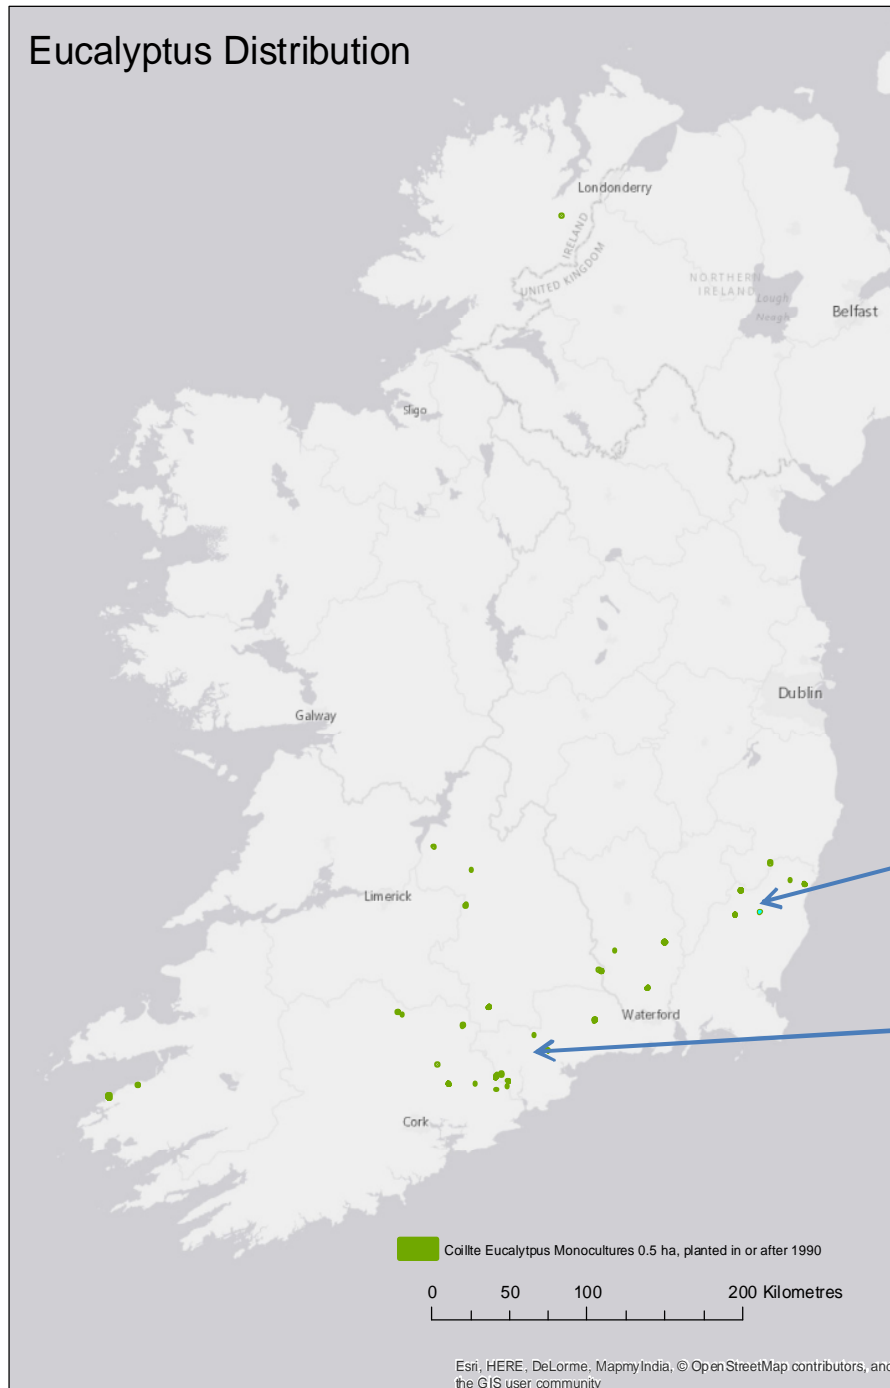 Eucalyptus Distribution
Londonderry
IRELAND
UNITED KINGDOM
NORTHERN
IRELAND
Lough
Neagh
Belfast
Sligo
Dublin
Galway
Limerick
Waterford
Cork
Coillte Eucalytpus Monocultures 0.5 ha, planted in or after 1990
0 50 100 200 Kilometres
Esri, HERE, DeLorme, MapmyIndia, © OpenStreetMap contributors, and
the GIS user community